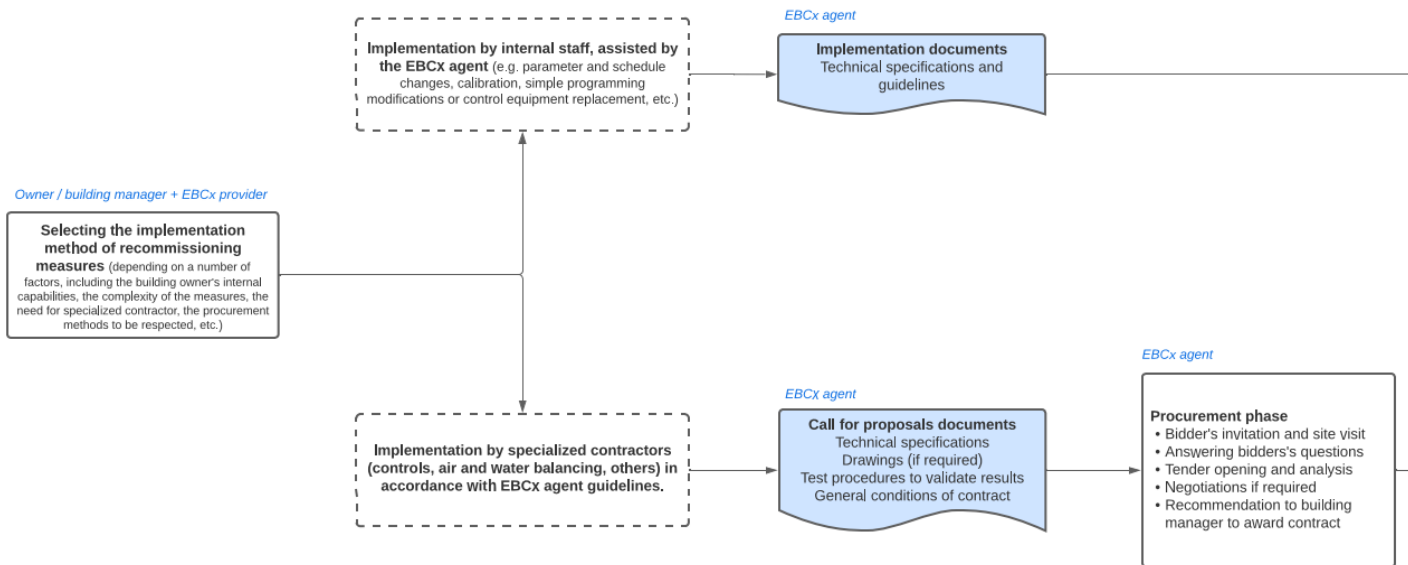 EBCx agent
Implementation by internal staff, assisted by
the EBCx agent (e.g. parameter and schedule
changes, calibration, simple programming
modifications or control equipment replacement, etc.)
Implementation documents
Technical specifications and
guidelines
Owner / building manager + EBCx provider
Selecting the implementation
method of recommissioning
measures (depending on a number of
factors, including the building owner's internal
capabilities, the complexity of the measures, the
need for specialized contractor, the procurement
methods to be respected, etc.)
Implementation by specialized contractors
(controls, air and water balancing, others) in
accordance with EBCx agent guidelines.
EBCx agent
Call for proposals documents
Technical specifications
Drawings (if required)
Test procedures to validate results
General conditions of contract
EBCx agent
Procurement phase
• Bidder's invitation and site visit
• Answering bidders's questions
• Tender opening and analysis
• Negotiations if required
• Recommendation to building
manager to award contract